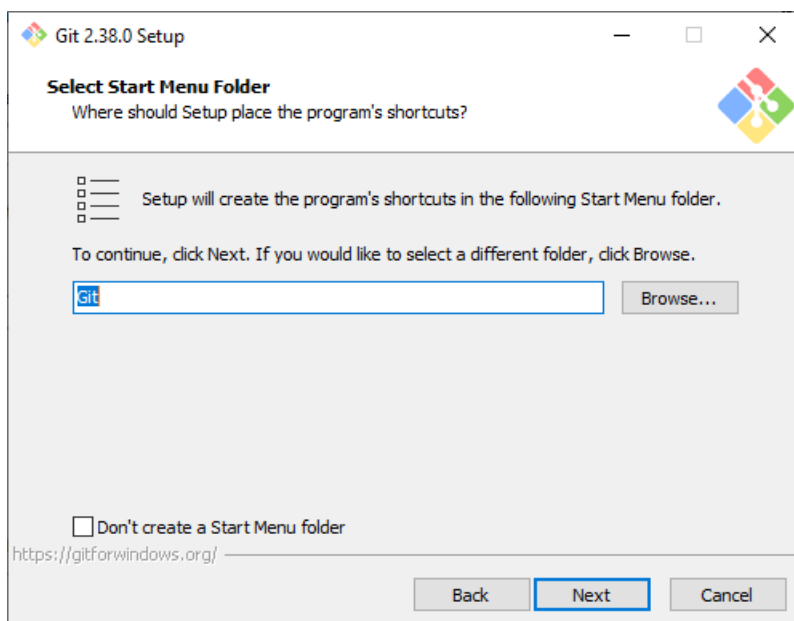 Git 2.38.0 Setup
Select Start Menu Folder
Where should Setup place the program's shortcuts?
Setup will create the program's shortcuts in the following Start Menu folder.
To continue, click Next. If you would like to select a different folder, click Browse.
Git
Browse...
Don't create a Start Menu folder
https://gitforwindows.org/
Back
Next
Cancel